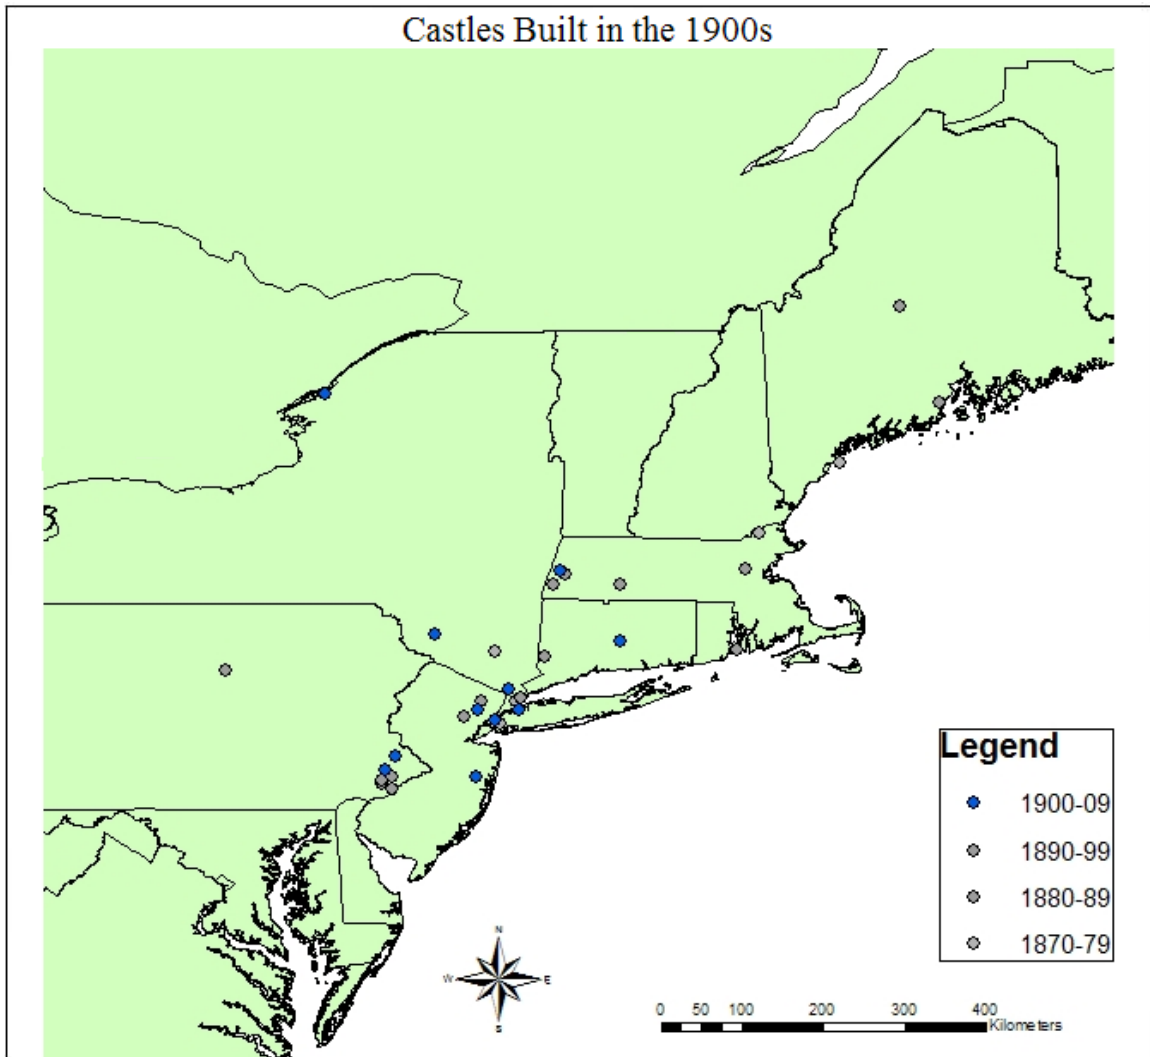 Castles Built in the 1900s
Legend
1900-09
1890-99
1880-89
1870-79
N
W E
S
0 50 100 200 300 400
Kilometers